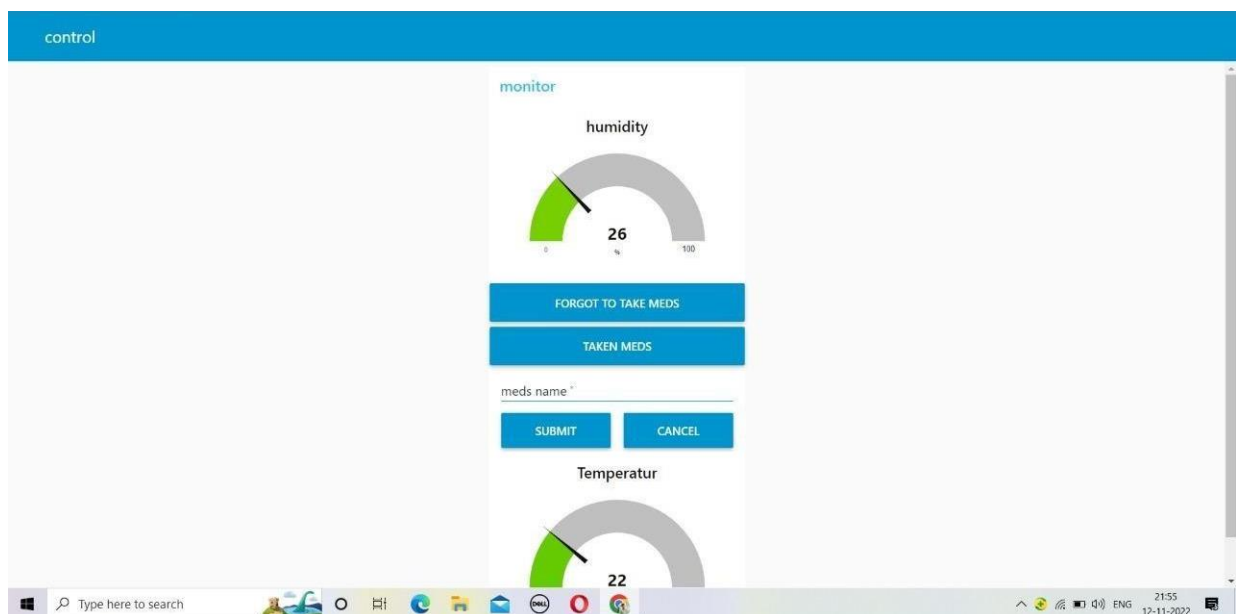 control
monitor
humidity
26
0 % 100
FORGOT TO TAKE MEDS
TAKEN MEDS
meds name *
SUBMIT CANCEL
Temperatur
22
Type here to search
DELL
ENG
21:55
12-11-2022